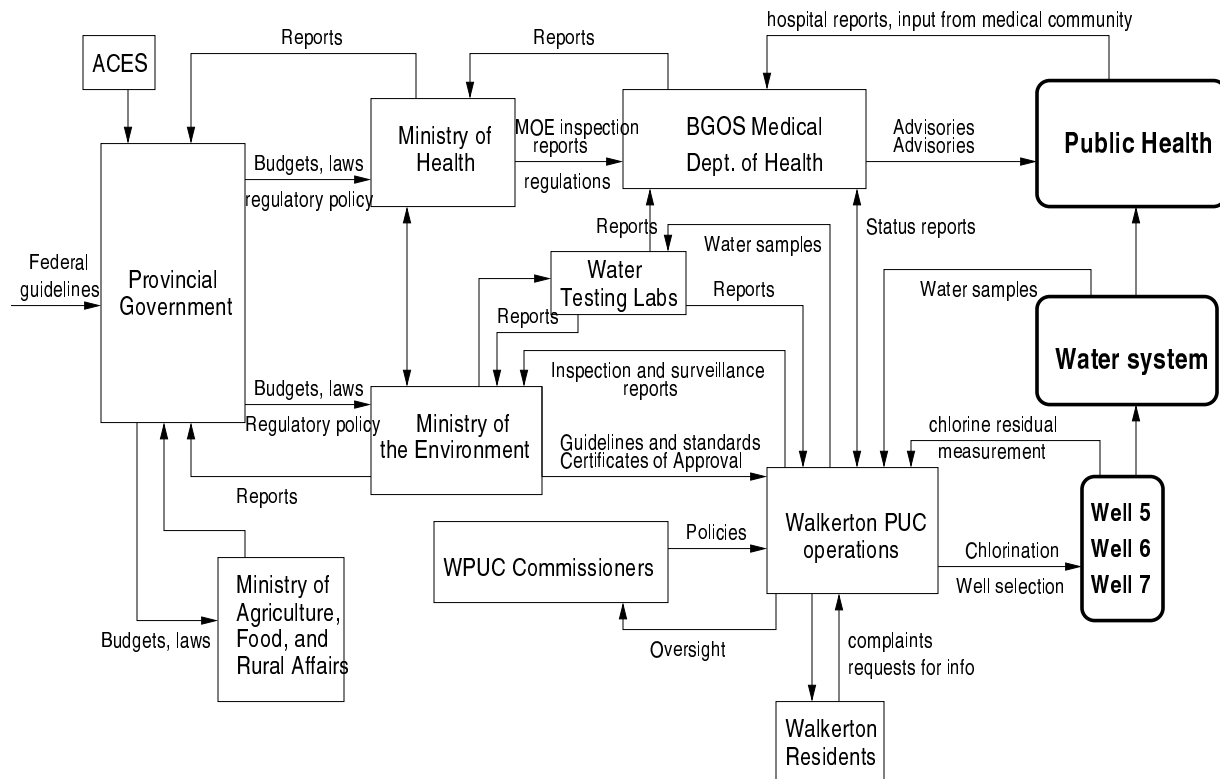 hospital reports, input from medical community
Reports
Reports
ACES
Ministry of
Health
MOE inspection
reports
regulations
BGOS Medical
Dept. of Health
Advisories
Advisories
Public Health
Budgets, laws
regulatory policy
Federal
guidelines
Provincial
Government
Reports
Water samples
Status reports
Water
Testing Labs
Reports
Water samples
Reports
Water system
Inspection and surveillance
reports
Budgets, laws
Regulatory policy
Ministry of
the Environment
Guidelines and standards
Certificates of Approval
chlorine residual
measurement
Reports
Walkerton PUC
operations
Well 5
Well 6
Well 7
Policies
WPUC Commissioners
Chlorination
Well selection
Ministry of
Agriculture,
Food, and
Rural Affairs
Budgets, laws
Oversight
complaints
requests for info
Walkerton
Residents